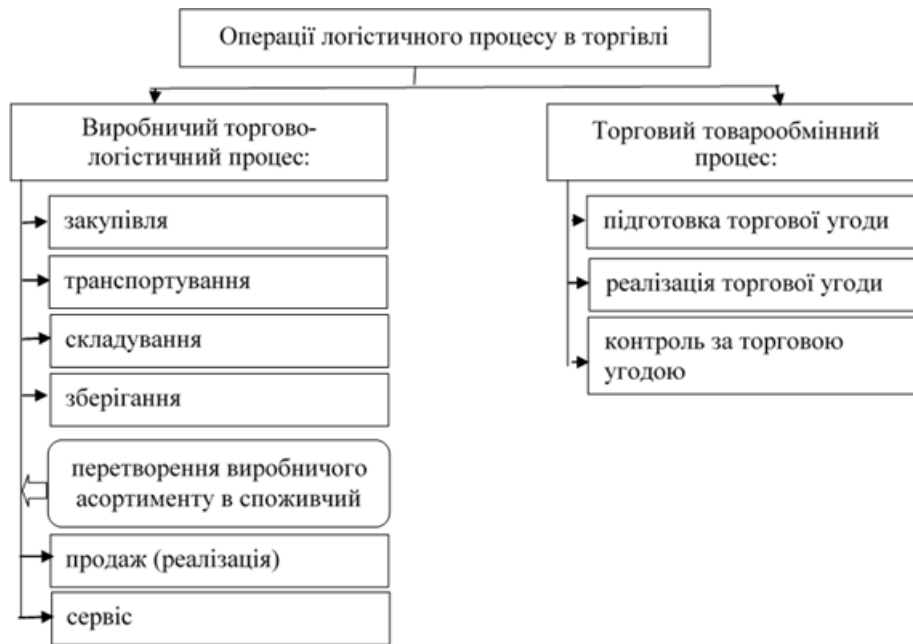 Операції логістичного процесу в торгівлі
Виробничий торгово-
логістичний процес:
закупівля
транспортування
складування
зберігання
перетворення виробничого
асортименту в споживчий
продаж (реалізація)
сервіс
Торговий товарообмінний
процес:
підготовка торгової угоди
реалізація торгової угоди
контроль за торговою
угодою